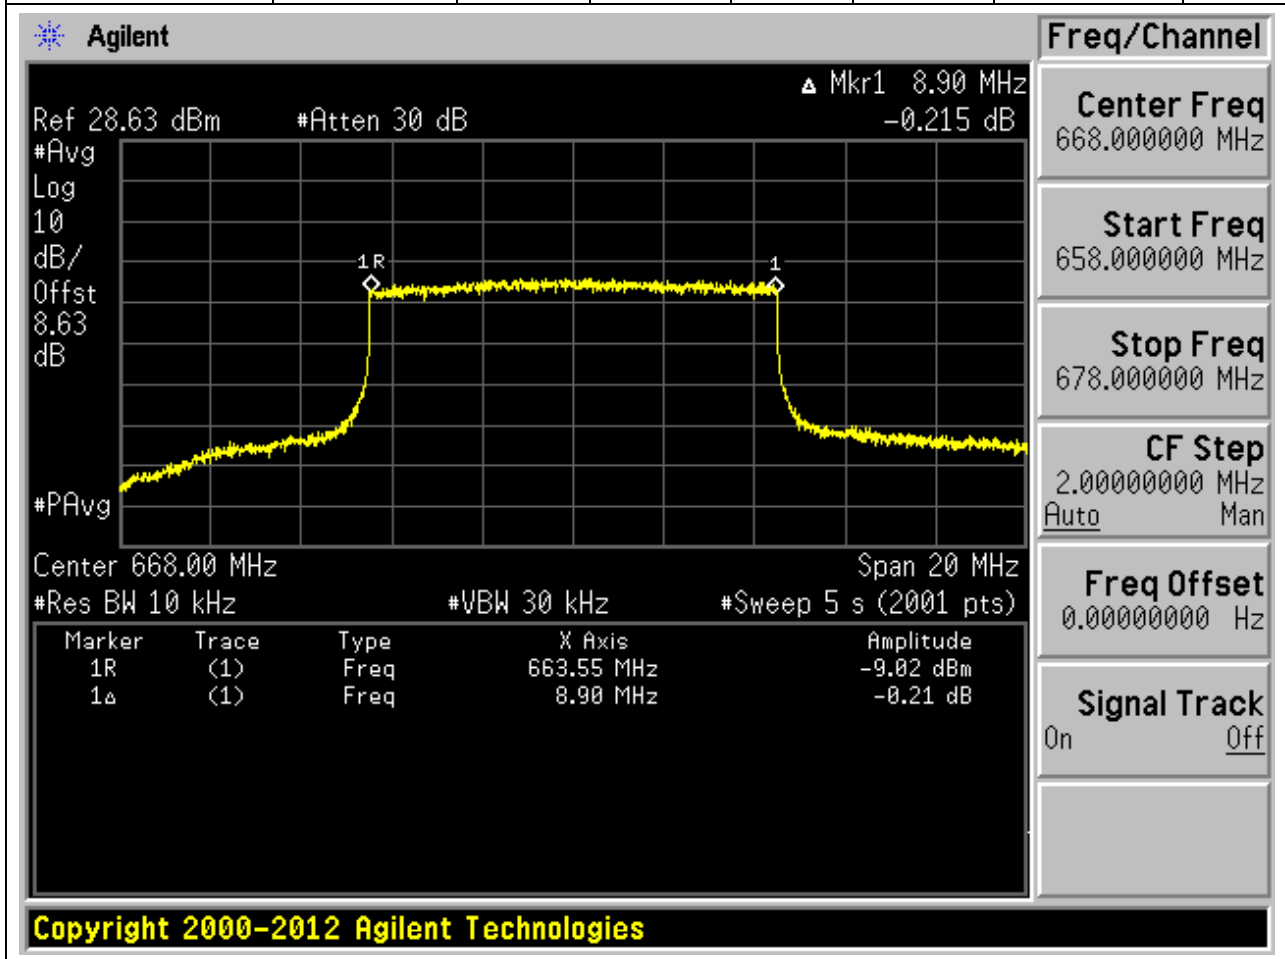 Agilent
Freq/Channel
Δ Mkr1 8.90 MHz
Ref 28.63 dBm #Atten 30 dB -0.215 dB
#Avg
Log
10
dB/
Offst
8.63
dB
1R
1
#PAvg
Center 668.00 MHz Span 20 MHz
#Res BW 10 kHz #VBW 30 kHz #Sweep 5 s (2001 pts)
Marker Trace Type X Axis Amplitude
1R (1) Freq 663.55 MHz -9.02 dBm
1Δ (1) Freq 8.90 MHz -0.21 dB
Center Freq
668.000000 MHz
Start Freq
658.000000 MHz
Stop Freq
678.000000 MHz
CF Step
2.00000000 MHz
Auto Man
Freq Offset
0.00000000 Hz
Signal Track
On Off
Copyright 2000-2012 Agilent Technologies